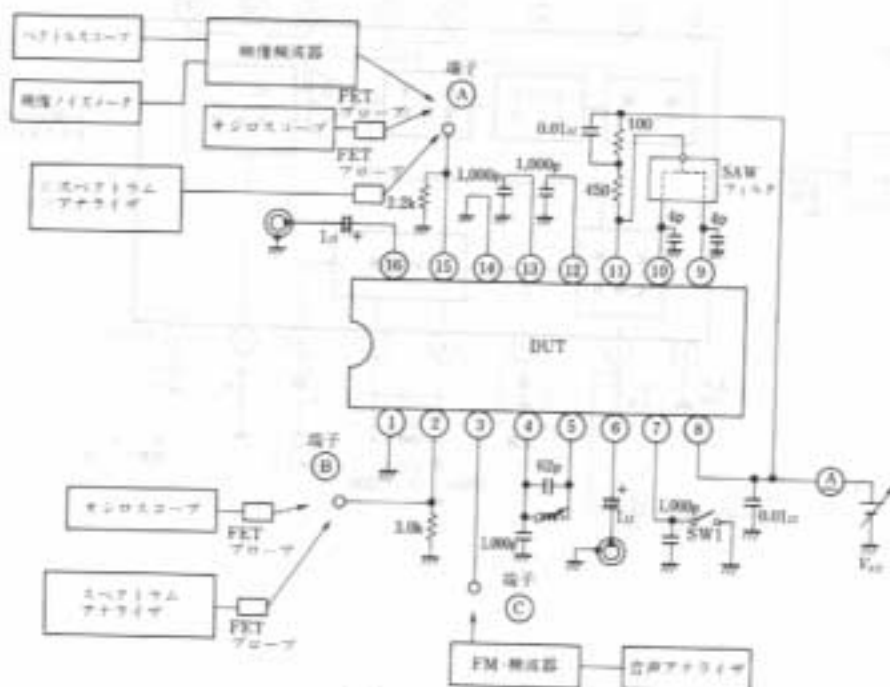 ベクトルスコープ
映像検波器
映像ノイズメータ
オシロスコープ
FET
プローブ
FET
プローブ
スペクトラム
アナライザ
端子
A
2.2k
1,000p
1,000p
0.01μ
100
450
SAW
フィルタ
4p
4p
1μ
+
16
15
14
13
12
11
10
9
DUT
1
2
3
4
5
6
7
8
端子
B
オシロスコープ
FET
プローブ
スペクトラム
アナライザ
FET
プローブ
3.0k
62p
1,000p
+
1μ
1,000p
SW1
0.01μ
A
Vcc
端子
C
FM-検波器
音声アナライザ